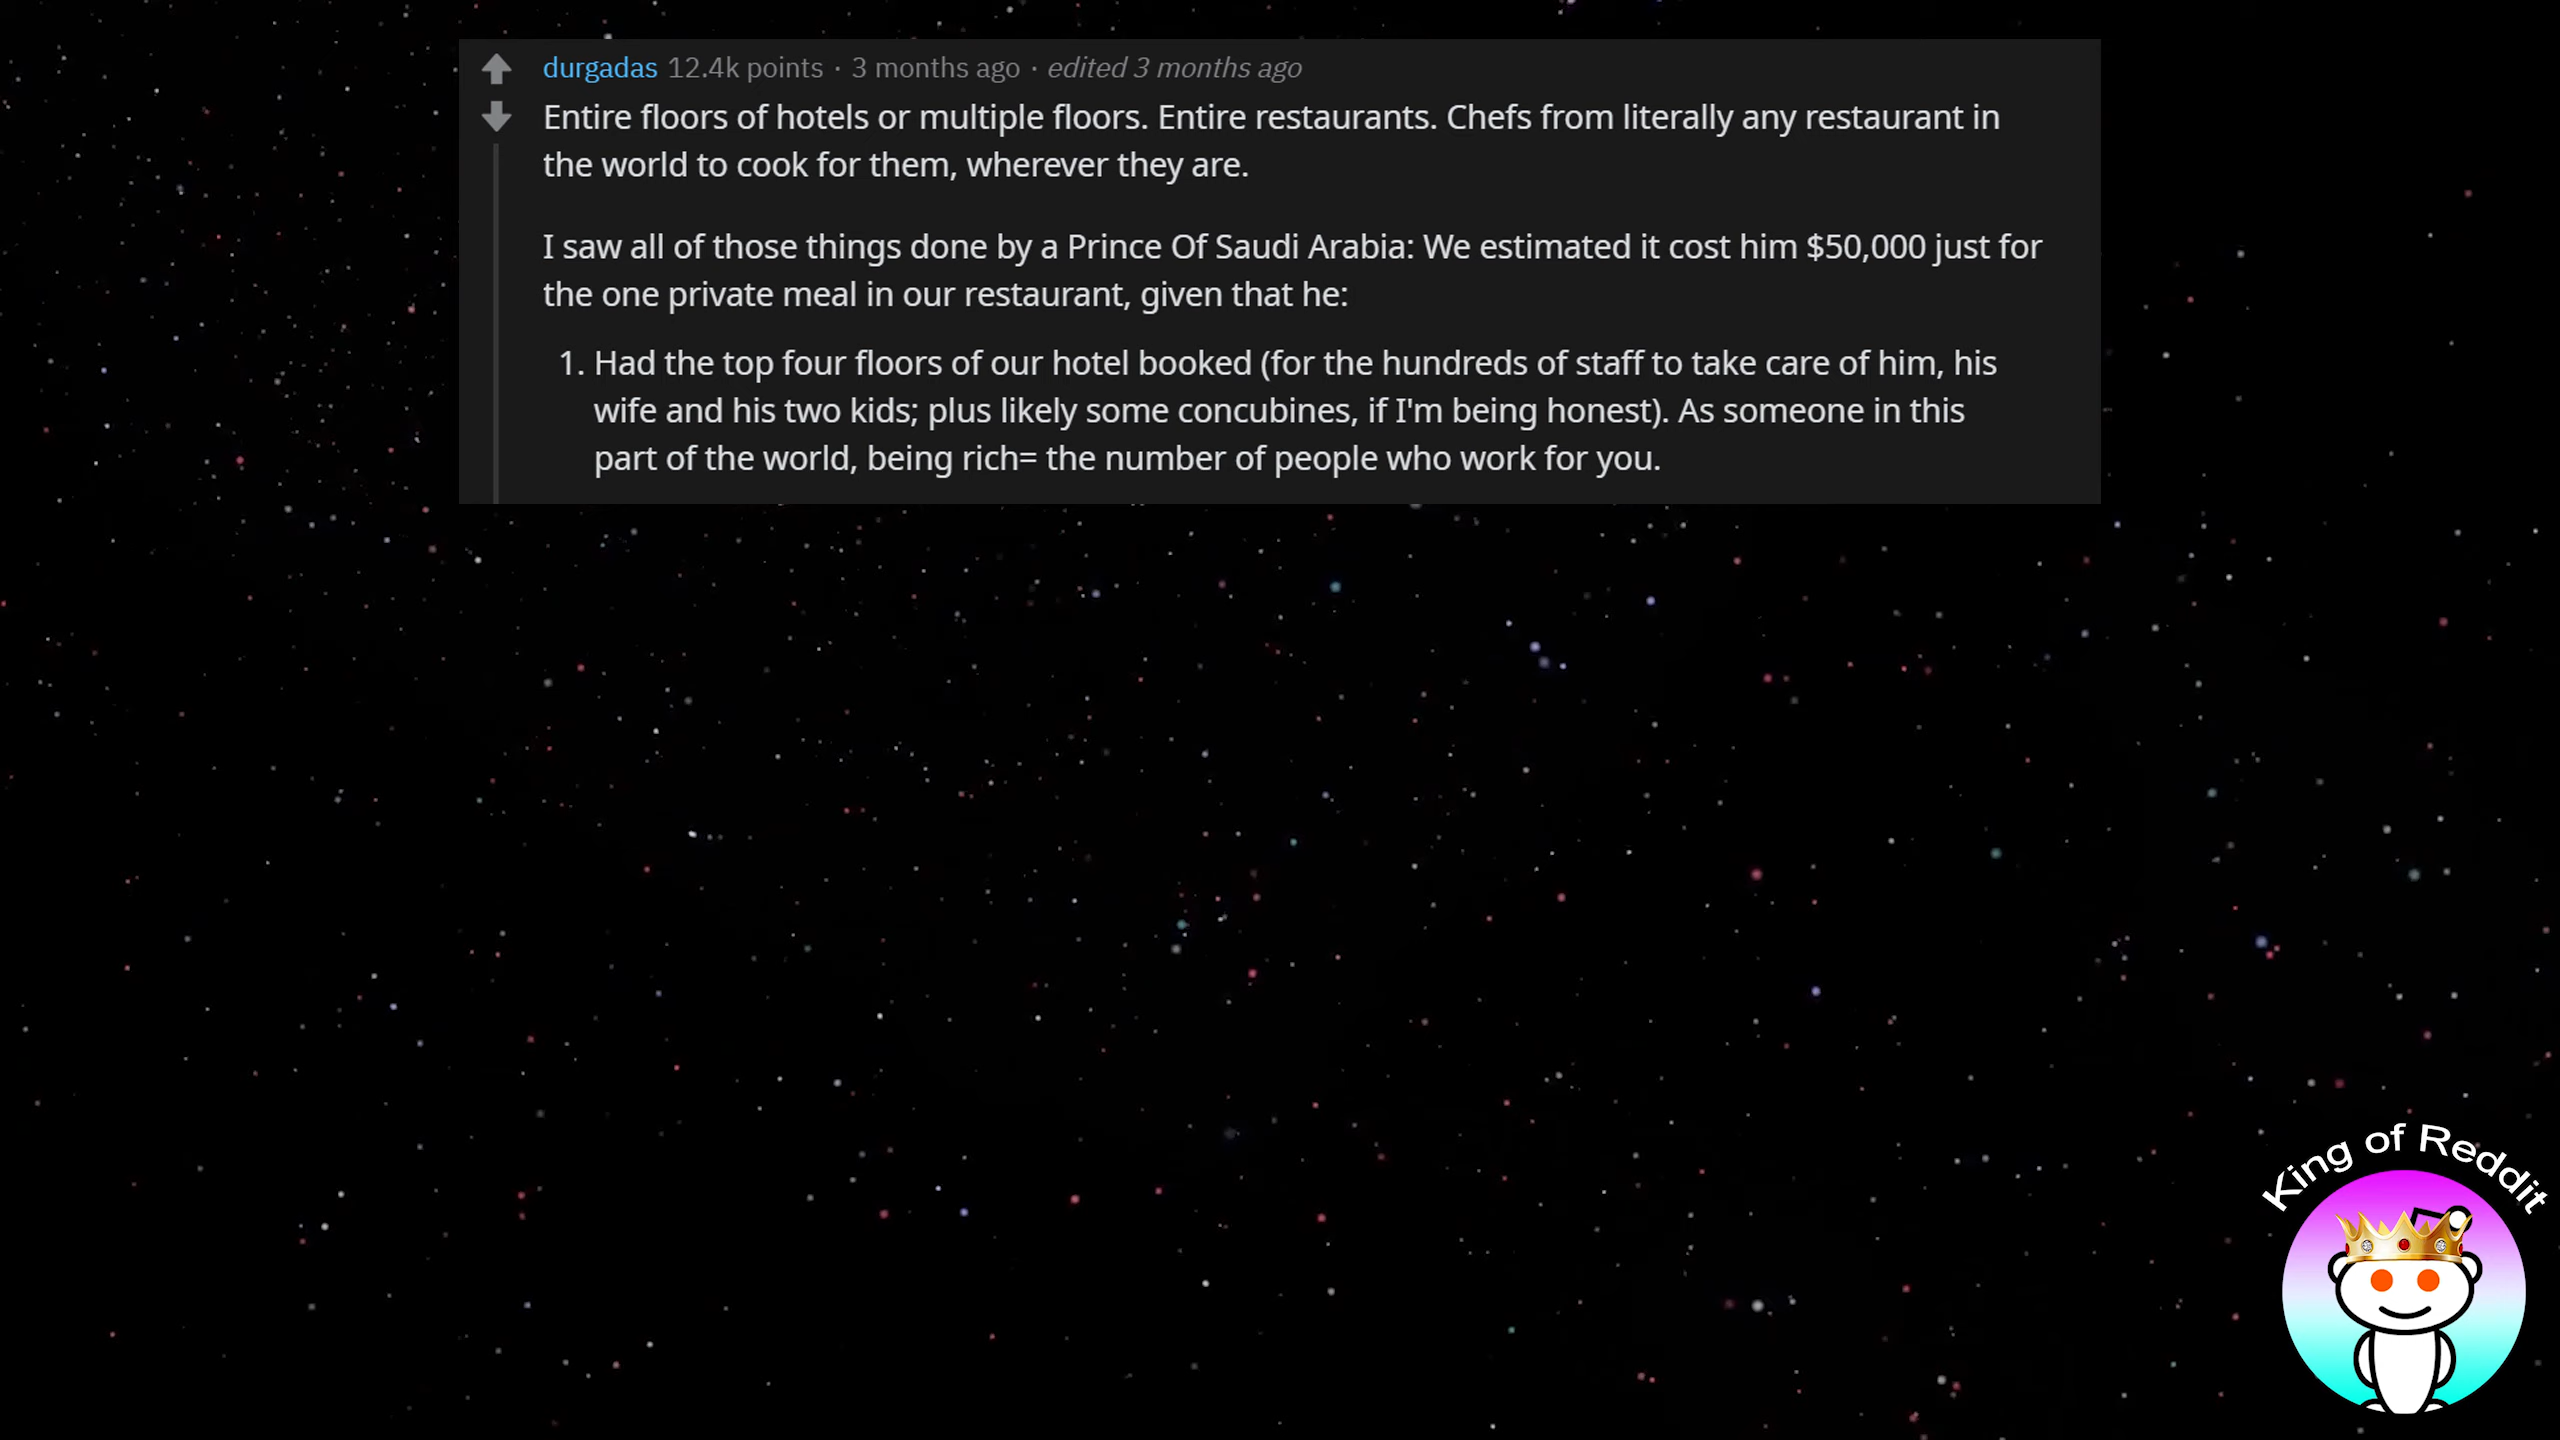 durgadas 12.4k points · 3 months ago · edited 3 months ago
Entire floors of hotels or multiple floors. Entire restaurants. Chefs from literally any restaurant in
the world to cook for them, wherever they are.
I saw all of those things done by a Prince Of Saudi Arabia: We estimated it cost him $50,000 just for
the one private meal in our restaurant, given that he:
1. Had the top four floors of our hotel booked (for the hundreds of staff to take care of him, his
wife and his two kids; plus likely some concubines, if I'm being honest). As someone in this
part of the world, being rich= the number of people who work for you.
King of Reddit